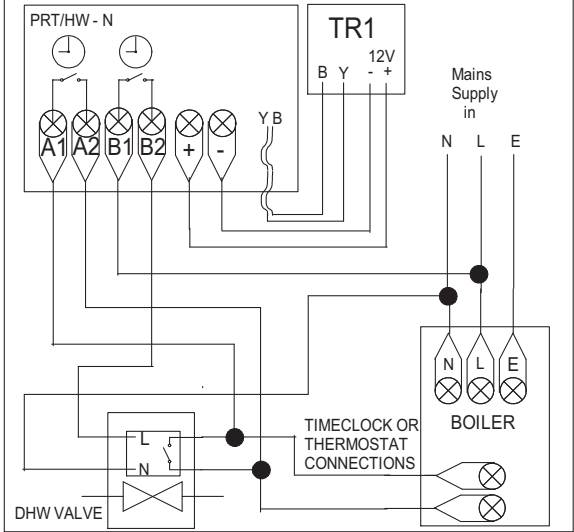 PRT/HW - N
TR1
12V
B Y - +
Mains
Supply
in
N L E
Y B
A1 A2 B1 B2 + -
N L E
BOILER
TIMECLOCK OR
THERMOSTAT
CONNECTIONS
L
N
DHW VALVE